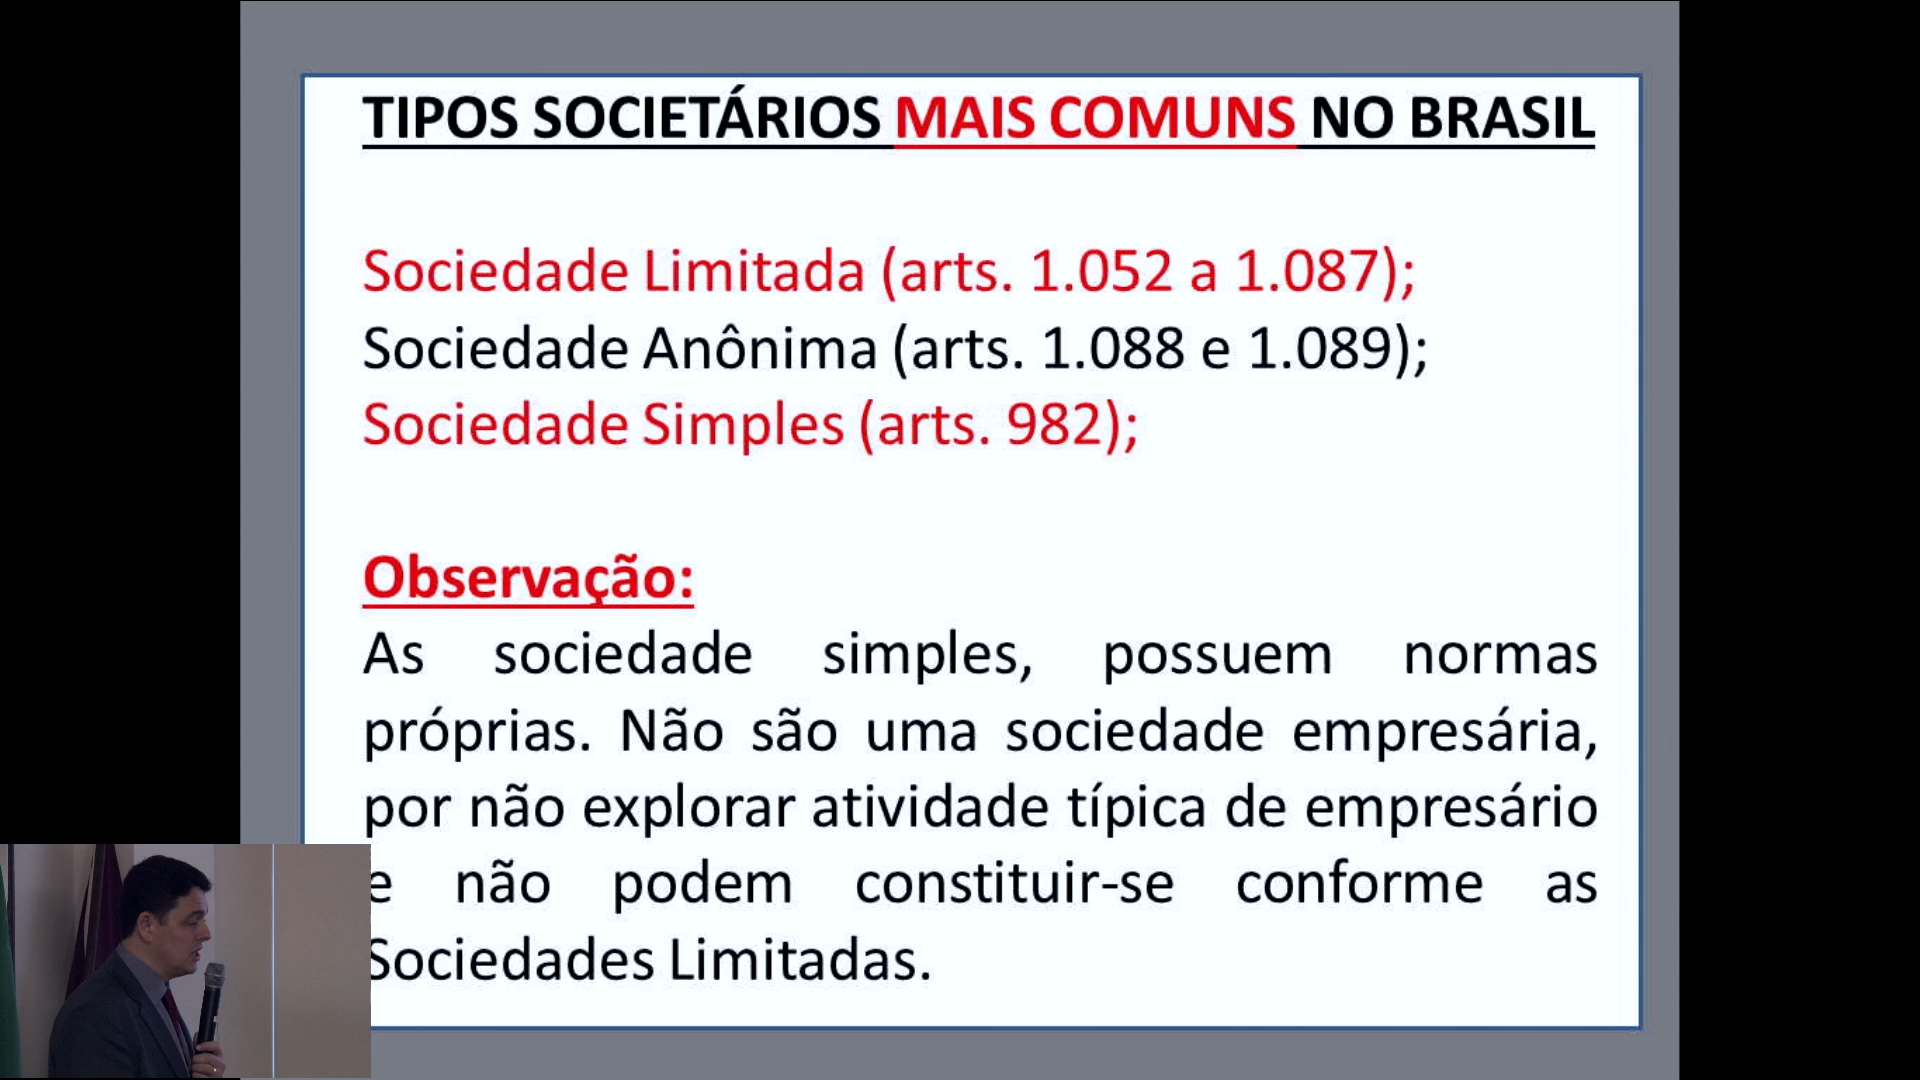 TIPOS SOCIETÁRIOS MAIS COMUNS NO BRASIL
Sociedade Limitada (arts. 1.052 a 1.087);
Sociedade Anônima (arts. 1.088 e 1.089);
Sociedade Simples (arts. 982);
Observação:
As sociedade simples, possuem normas
próprias. Não são uma sociedade empresária,
por não explorar atividade típica de empresário
e não podem constituir-se conforme as
Sociedades Limitadas.